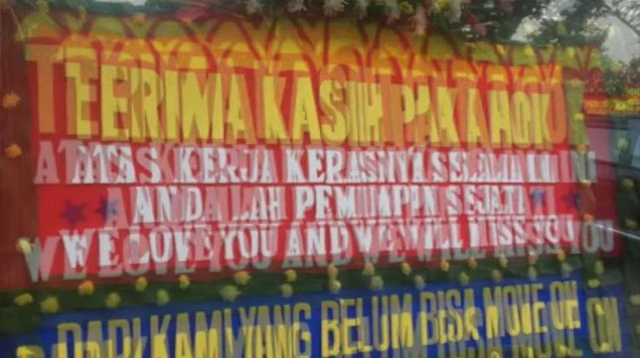 TERIMA KASIH PAK AHOK
ATAS KERJA KERASNYA SELAMA INI
ANDALAH PEMIMPIN SEJATI
WE LOVE YOU AND WE WILL MISS YOU
DARI KAMI YANG BELUM BISA MOVE ON